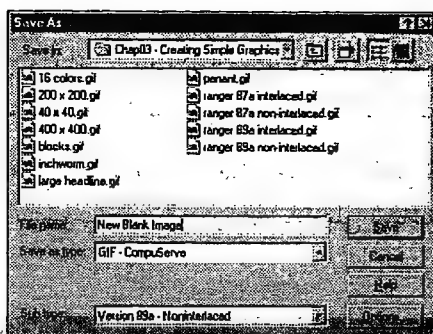 Save As
Save in: Chap03 - Creating Simple Graphics
16 colors.gif
200 x 200.gif
40 x 40.gif
400 x 400.gif
blocks.gif
inchworm.gif
large headline.gif
penant.gif
ranger 87a interlaced.gif
ranger 87a non-interlaced.gif
ranger 89a interlaced.gif
ranger 89a non-interlaced.gif
File name: New Blank Image
Save
Save as type: GIF - CompuServe
Cancel
Help
Sub type: Version 89a - Noninterlaced
Options...